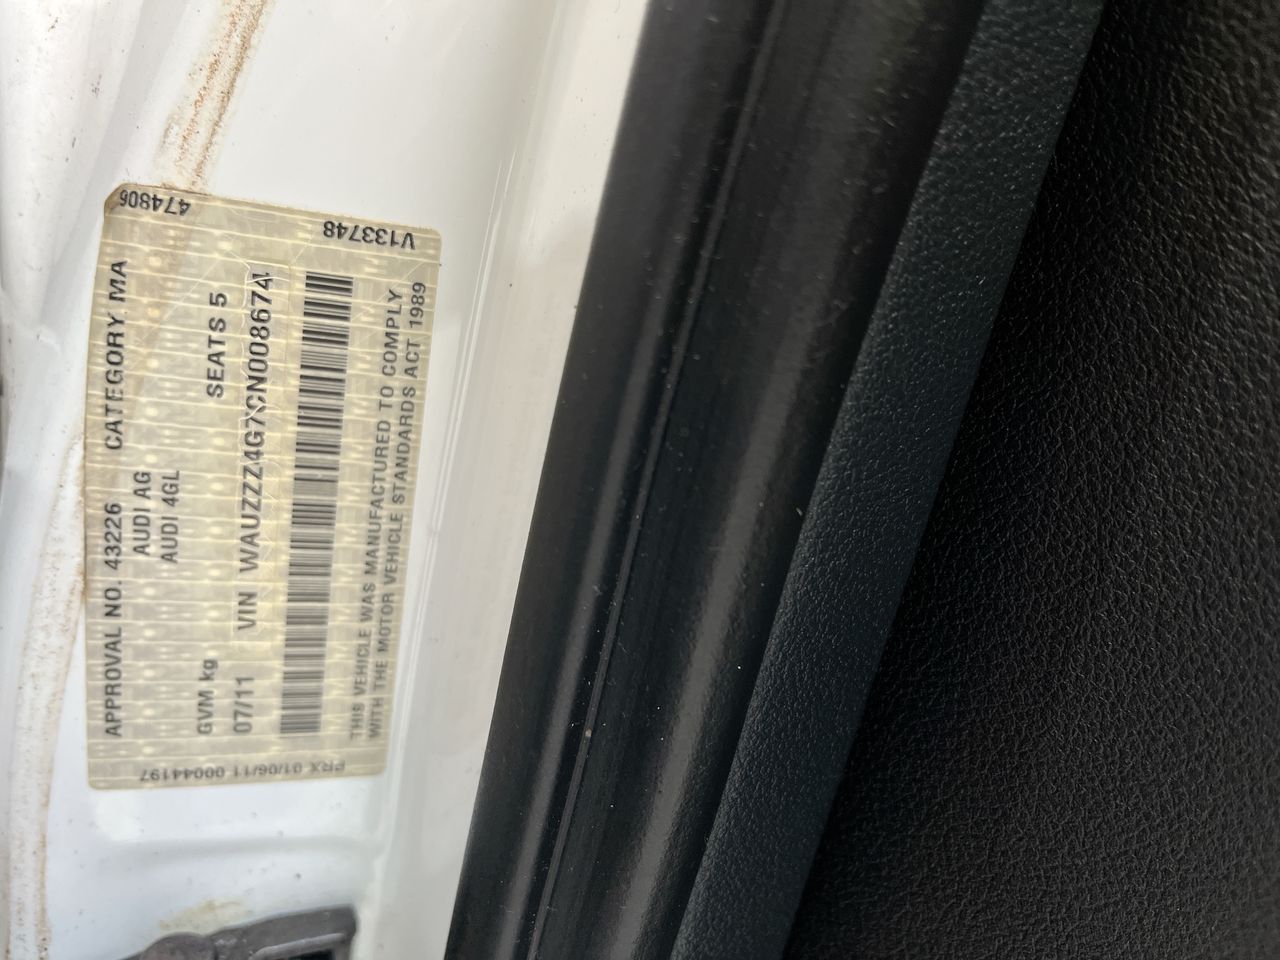 474806
V133748
APPROVAL NO. 43226 CATEGORY MA
AUDI AG
AUDI 4GL
GVM kg SEATS 5
07/11 VIN WAUZZZ4G7CN008674
THIS VEHICLE WAS MANUFACTURED TO COMPLY
WITH THE MOTOR VEHICLE STANDARDS ACT 1989
PRX 01/06/11 00044197